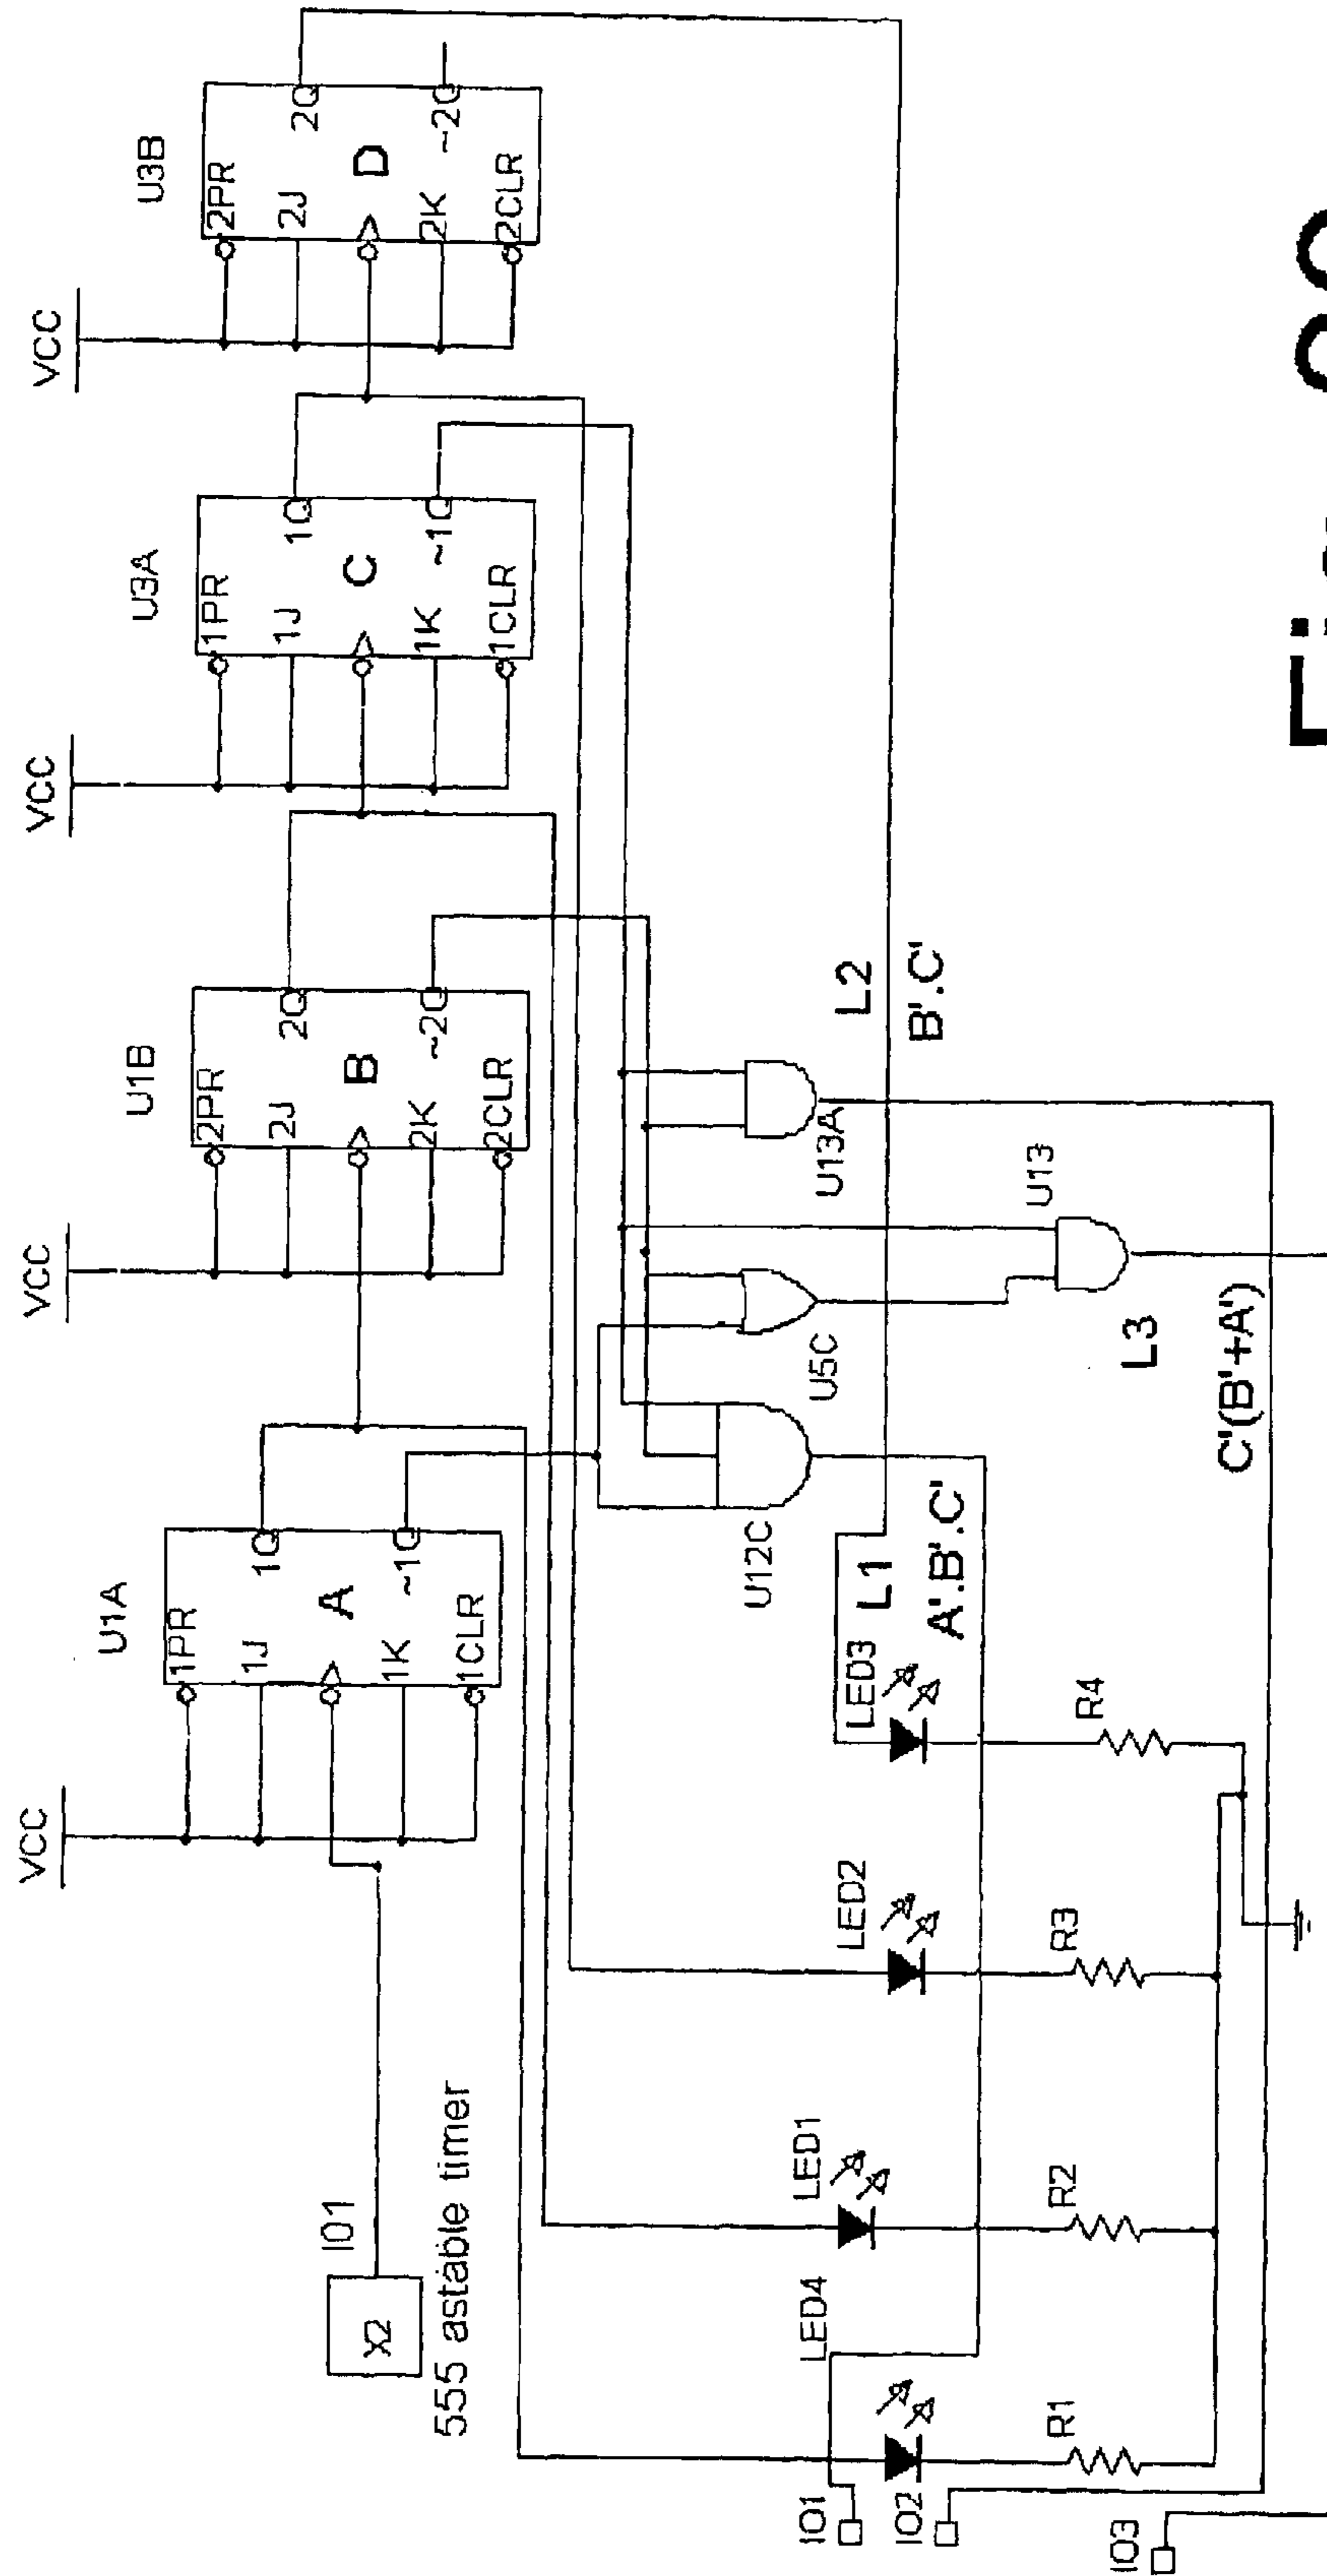 VCC
VCC
VCC
VCC
U1A
U1B
U3A
U3B
1PR
1J
1K
1CLR
1Q
~1Q
A
2PR
2J
2K
2CLR
2Q
~2Q
B
1PR
1J
1K
1CLR
1Q
~1Q
C
2PR
2J
2K
2CLR
2Q
~2Q
D
X2
IO1
555 astable timer
LED4
LED1
LED2
LED3
L1
A'.B'.C'
U12C
U5C
U13A
L2
B'.C'
U13
L3
C'(B'+A')
R1
R2
R3
R4
IO1
IO2
IO3